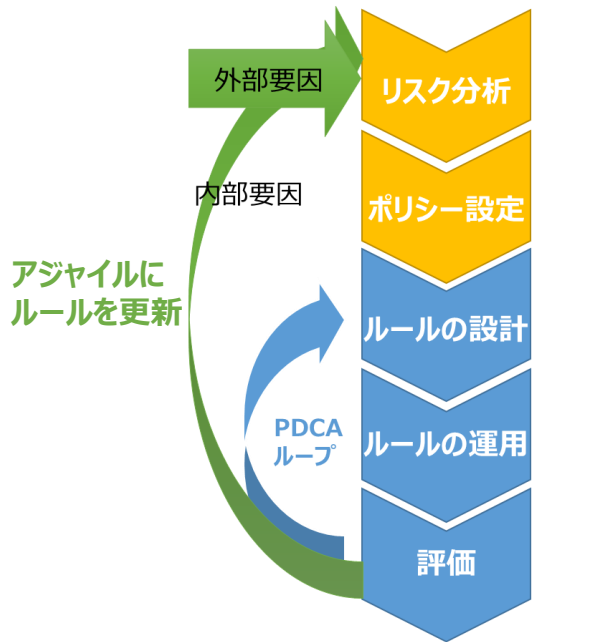 外部要因
リスク分析
内部要因
ポリシー設定
アジャイルに
ルールを更新
ルールの設計
PDCA
ループ
ルールの運用
評価